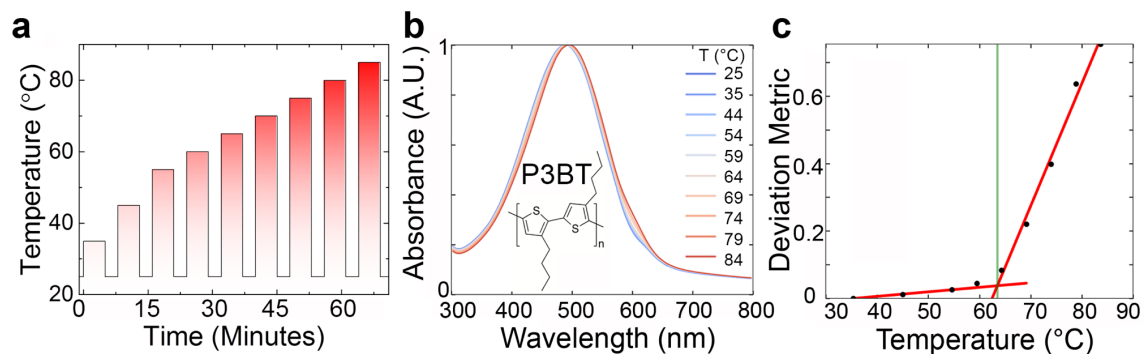 a
Temperature (°C)
80
60
40
20
0
15
30
45
60
Time (Minutes)
b
Absorbance (A.U.)
1
0
300
400
500
600
700
800
Wavelength (nm)
T (°C)
25
35
44
54
59
64
69
74
79
84
P3BT
S
S
n
c
Deviation Metric
0.6
0.4
0.2
0
30
40
50
60
70
80
90
Temperature (°C)